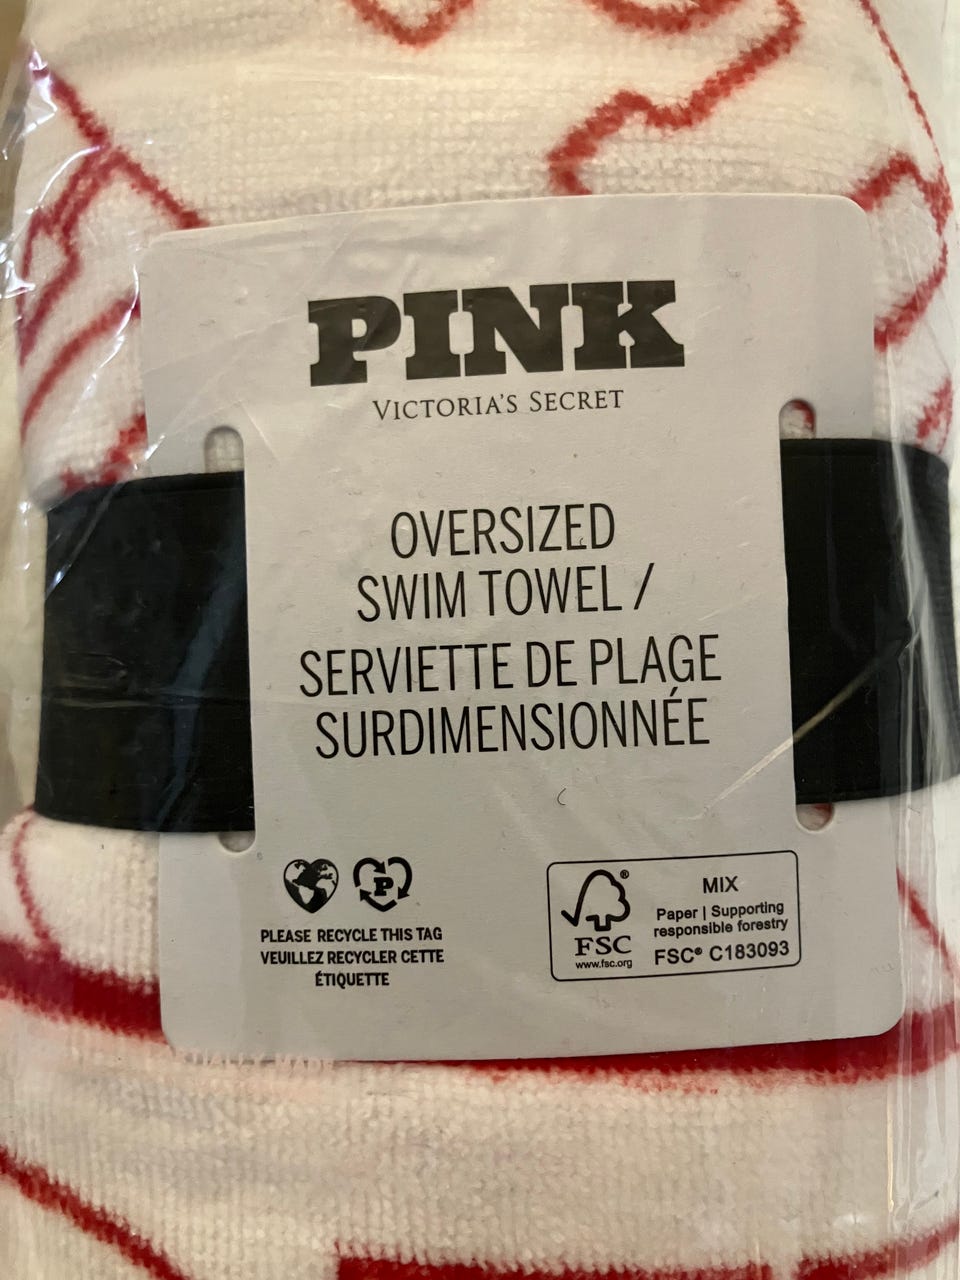 PINK
VICTORIA'S SECRET
OVERSIZED
SWIM TOWEL /
SERVIETTE DE PLAGE
SURDIMENSIONNÉE
P
PLEASE RECYCLE THIS TAG
VEUILLEZ RECYCLER CETTE
ÉTIQUETTE
®
FSC
www.fsc.org
MIX
Paper | Supporting
responsible forestry
FSC® C183093